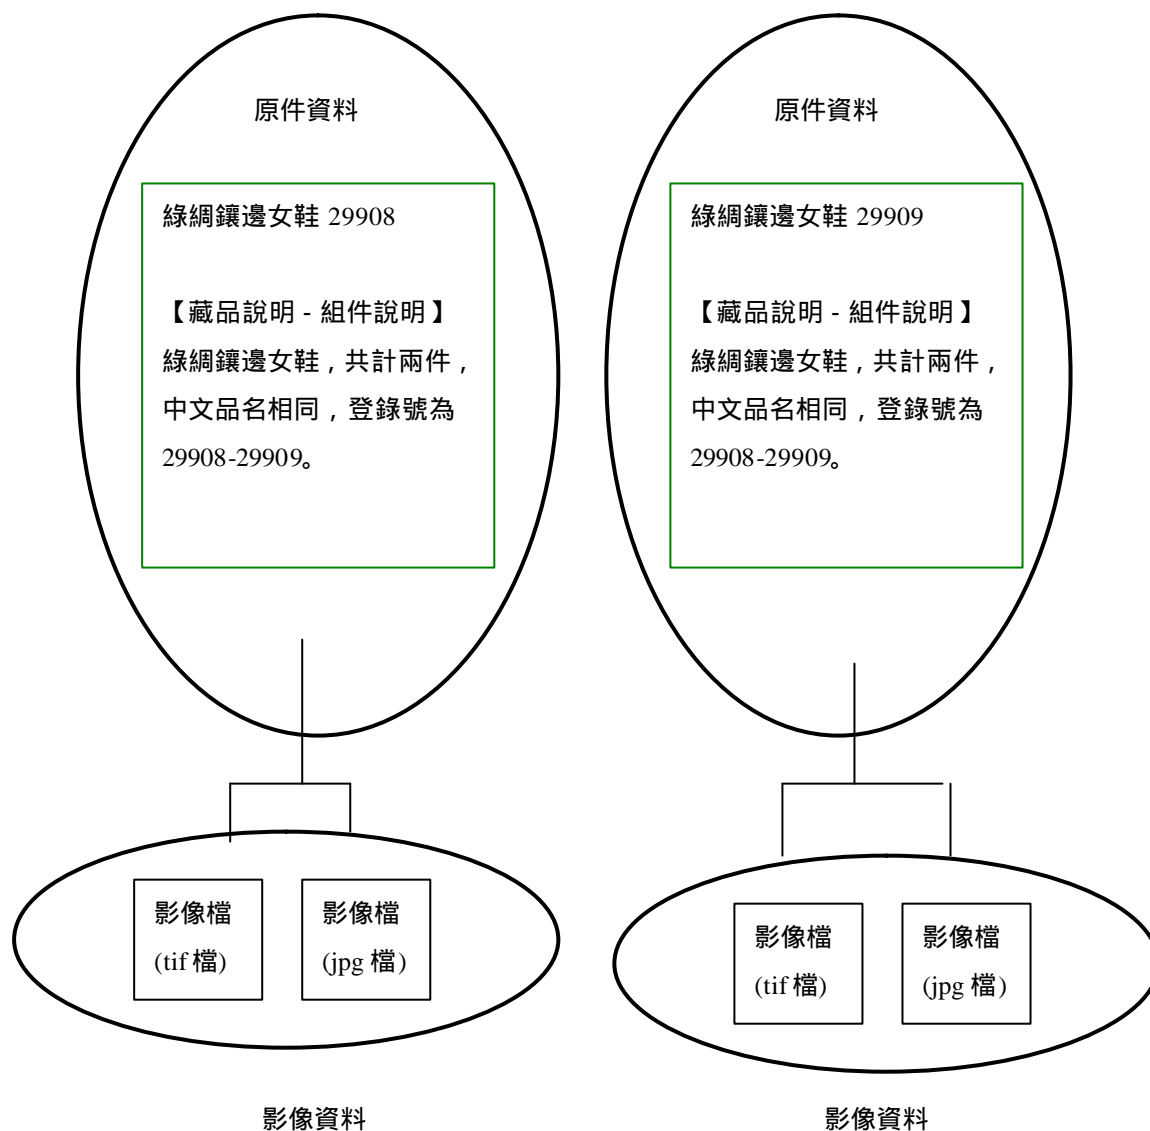 原件資料
綠綢鑲邊女鞋 29908
【藏品說明 - 組件說明】
綠綢鑲邊女鞋，共計兩件，
中文品名相同，登錄號為
29908-29909。
影像檔
(tif 檔)
影像檔
(jpg 檔)
影像資料
原件資料
綠綢鑲邊女鞋 29909
【藏品說明 - 組件說明】
綠綢鑲邊女鞋，共計兩件，
中文品名相同，登錄號為
29908-29909。
影像檔
(tif 檔)
影像檔
(jpg 檔)
影像資料